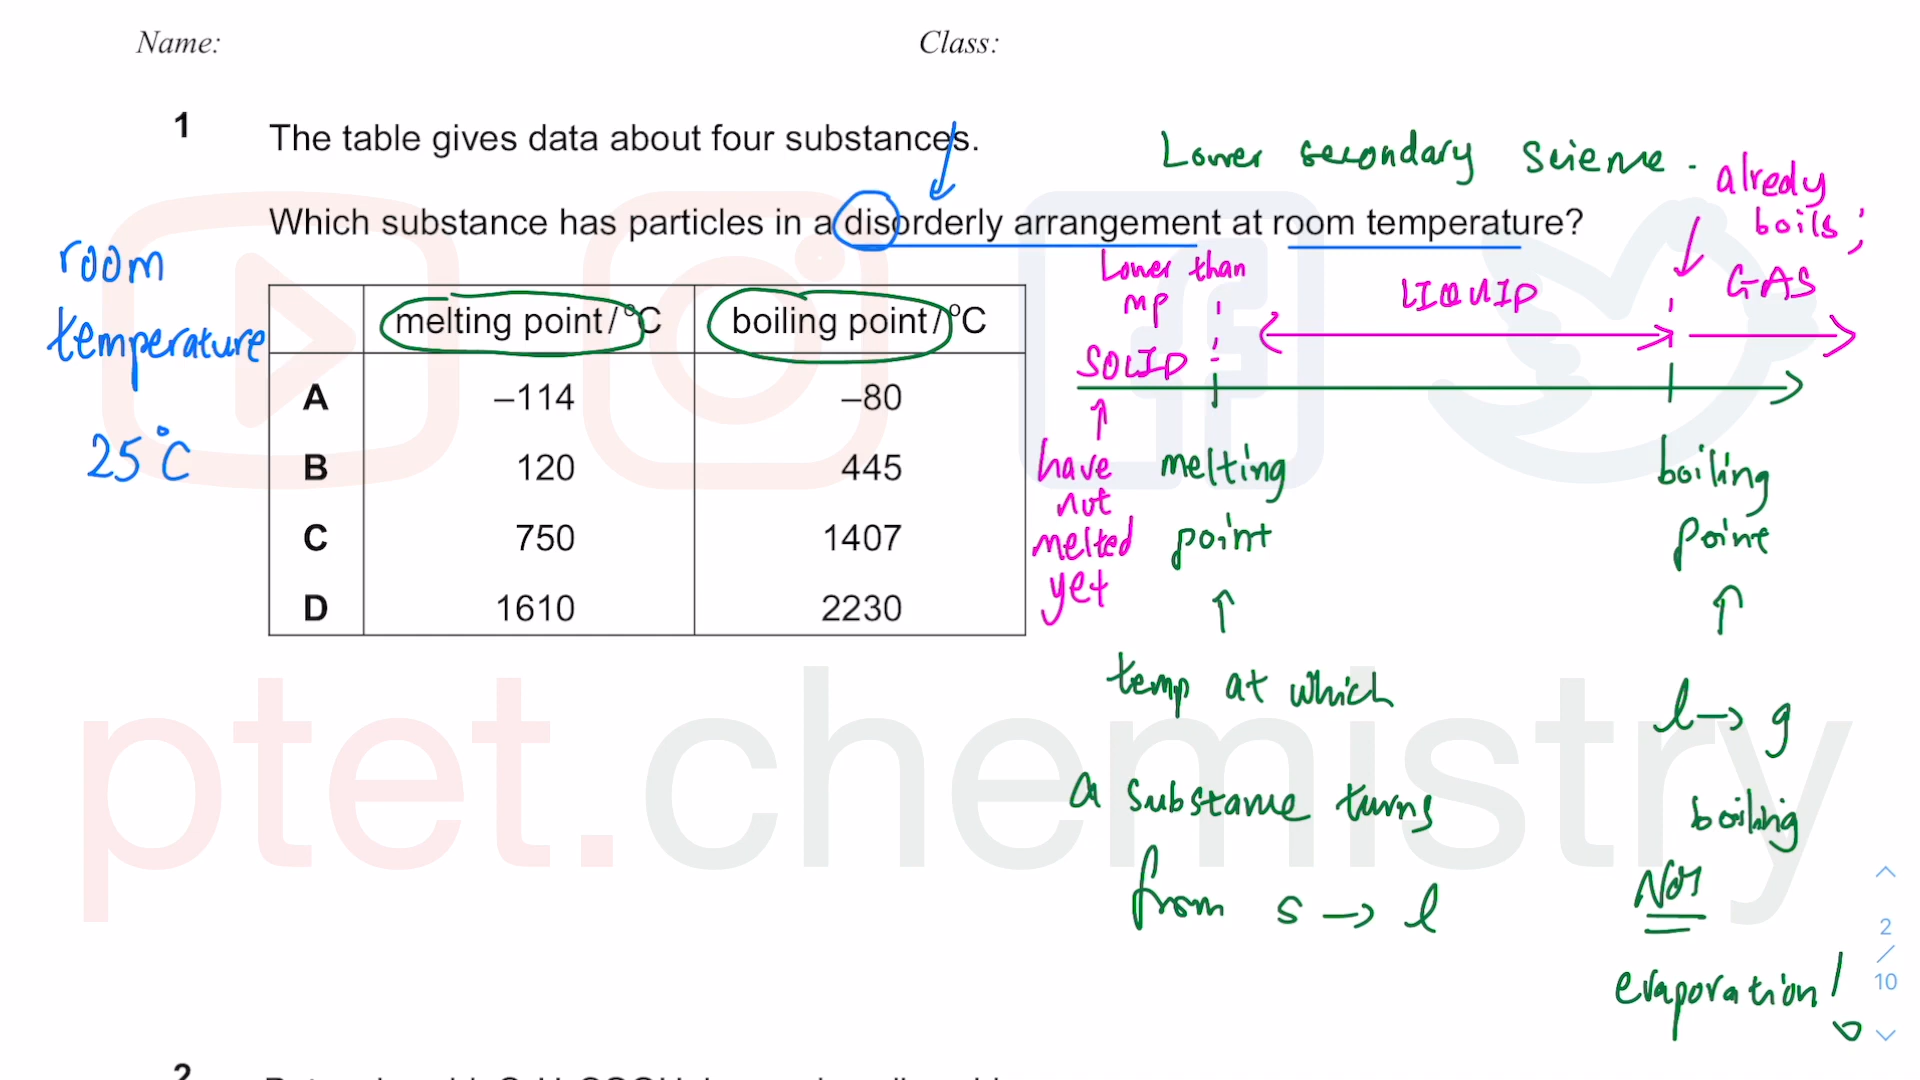 Name:
Class:
1
The table gives data about four substances.
Which substance has particles in a disorderly arrangement at room temperature?
melting point/°C
boiling point/°C
A
–114
–80
B
120
445
C
750
1407
D
1610
2230
room
temperature
25°C
Lower secondary Science.
already
boils;
GAS
Lower than
mp
SOLID
LIQUID
have
not
melted
yet
melting
point
boiling
point
temp at which
a substance turns
from s → l
l → g
boiling
NOT
evaporation!
ptet.chemistry
2
/
10
2